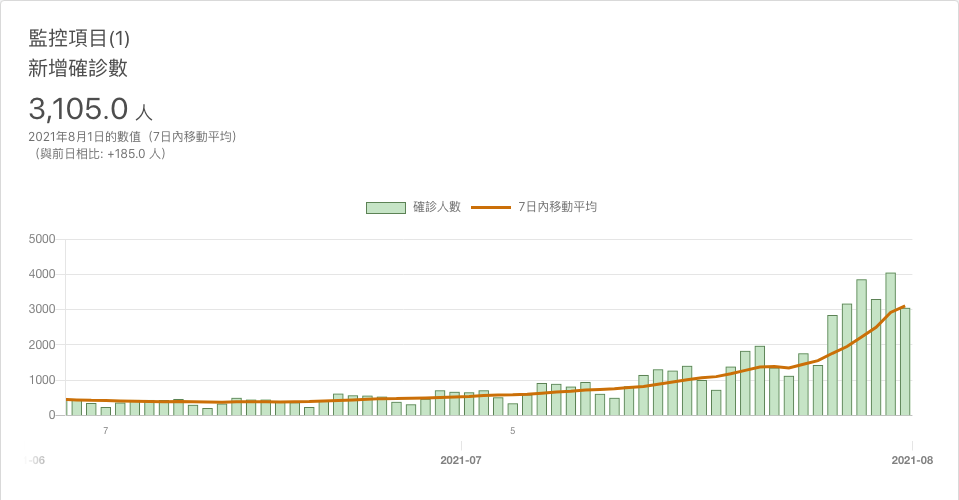 監控項目(1)
新增確診數
3,105.0 人
2021年8月1日的數值（7日內移動平均）
（與前日相比: +185.0 人）
確診人數 7日內移動平均
5000
4000
3000
2000
1000
0
7 5
-06 2021-07 2021-08